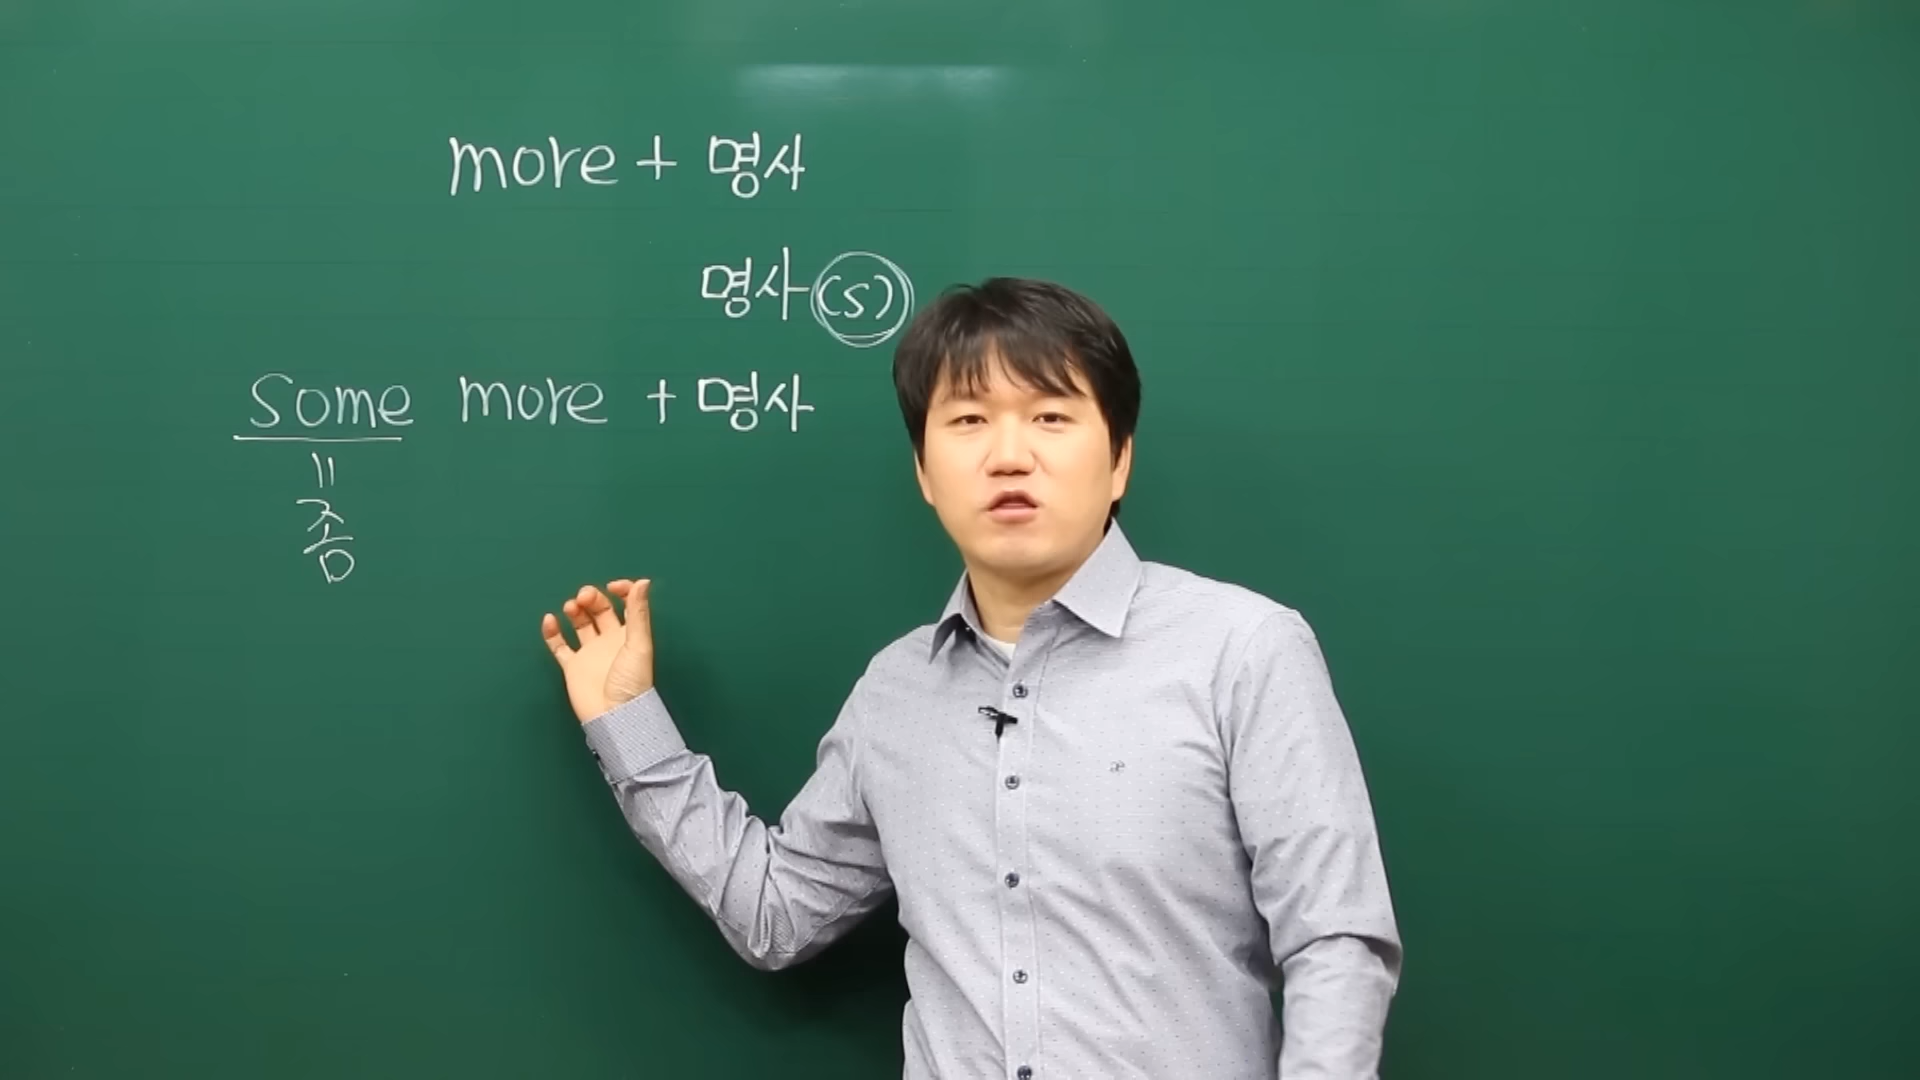 more + 명사
명사(s)
some more + 명사
=
좀